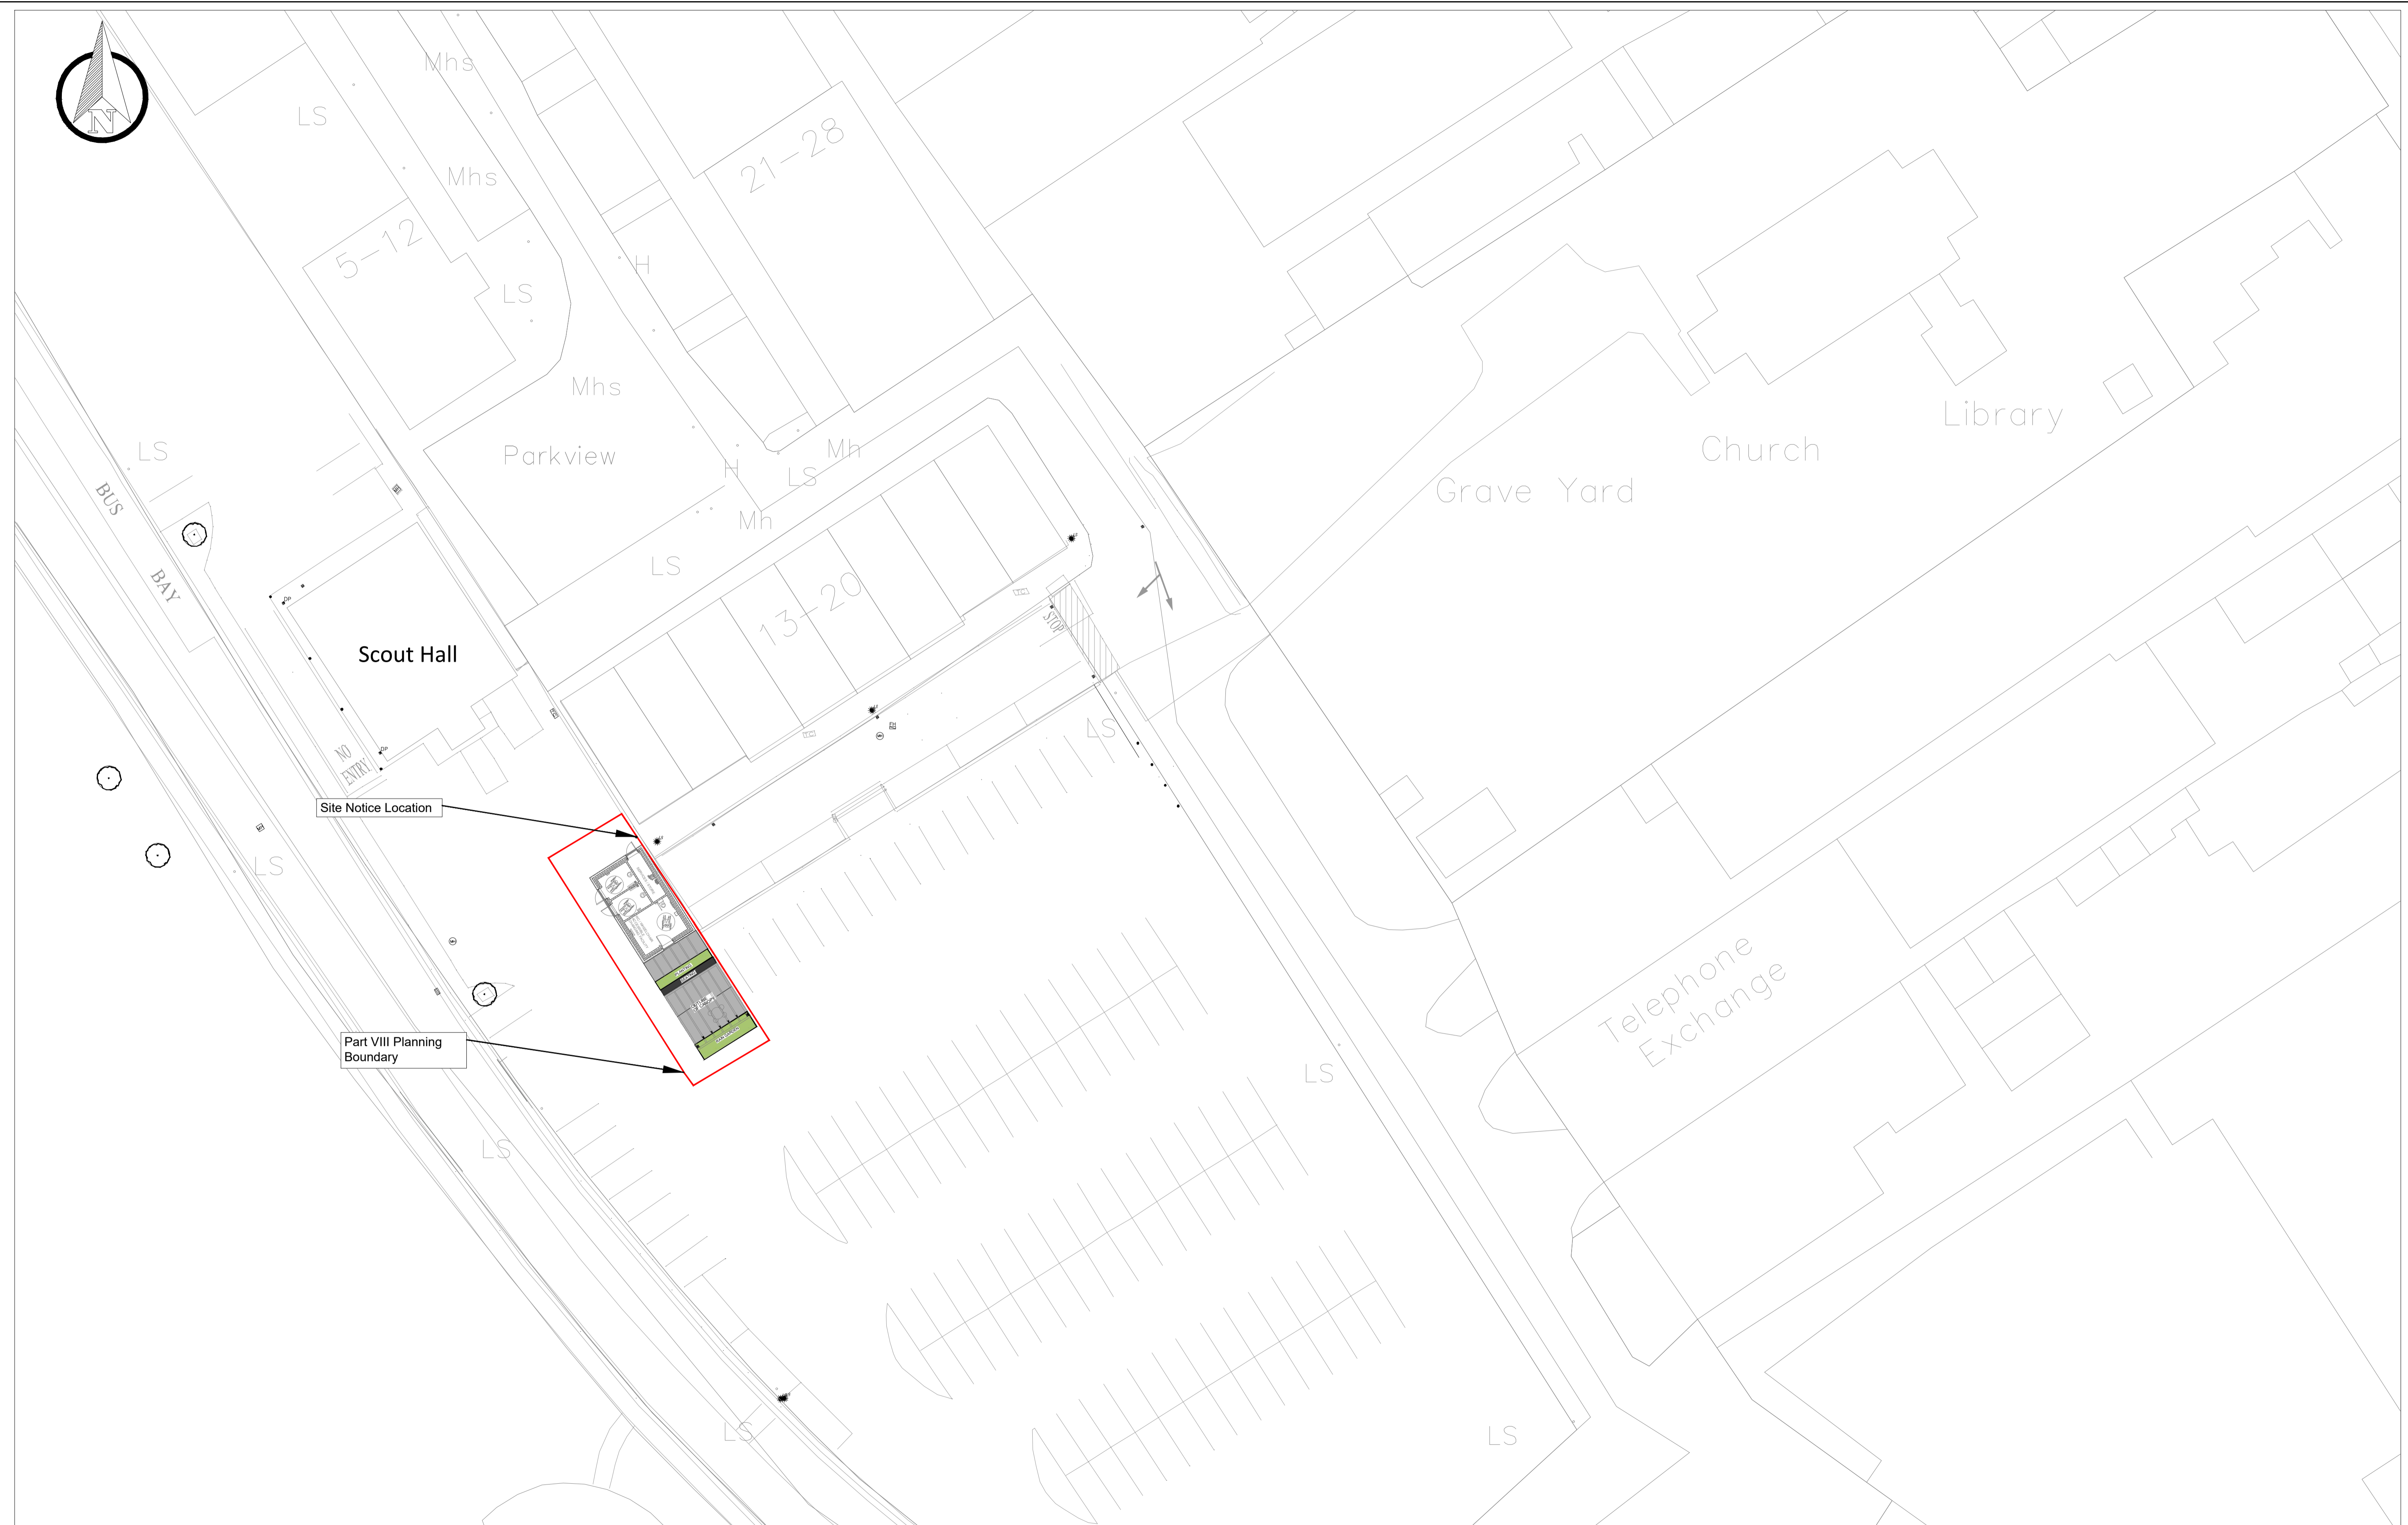 N
Mhs
LS
21-28
Mhs
5-12
H
LS
Mhs
Library
LS
Parkview
Mh
Church
H
LS
Grave Yard
BUS
Mh
LS
BAY
DP
13-20
STOP
Scout Hall
LS
NO
ENTRY
DP
Site Notice Location
LS
Telephone
Exchange
Part VIII Planning
Boundary
LS
LS
LS
LS